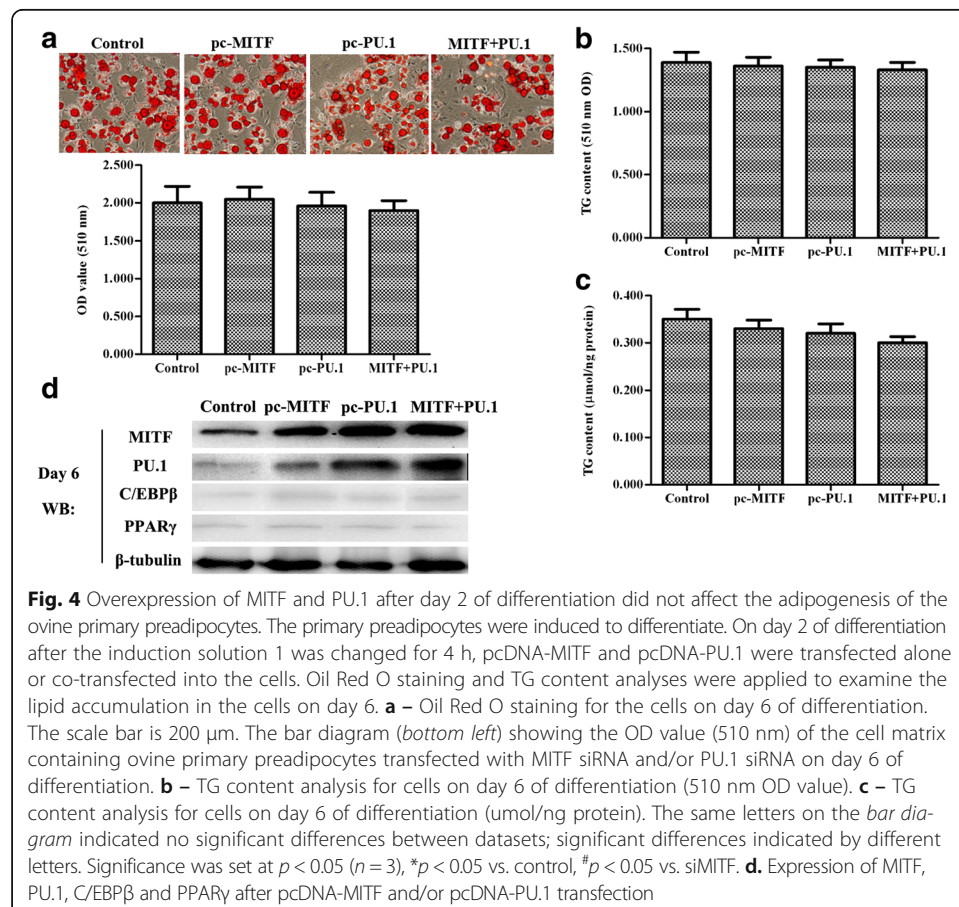 a
Control pc-MITF pc-PU.1 MITF+PU.1
2.500
2.000
1.500
1.000
0.500
0.000
OD value (510 nm)
Control pc-MITF pc-PU.1 MITF+PU.1
b
1.500
1.000
0.500
0.000
TG content (510 nm OD)
Control pc-MITF pc-PU.1 MITF+PU.1
c
0.400
0.300
0.200
0.100
0.000
TG content (μmol/ng protein)
Control pc-MITF pc-PU.1 MITF+PU.1
d
Control pc-MITF pc-PU.1 MITF+PU.1
Day 6
WB:
MITF
PU.1
C/EBPβ
PPARγ
β-tubulin
Fig. 4 Overexpression of MITF and PU.1 after day 2 of differentiation did not affect the adipogenesis of the
ovine primary preadipocytes. The primary preadipocytes were induced to differentiate. On day 2 of differentiation
after the induction solution 1 was changed for 4 h, pcDNA-MITF and pcDNA-PU.1 were transfected alone
or co-transfected into the cells. Oil Red O staining and TG content analyses were applied to examine the
lipid accumulation in the cells on day 6. a – Oil Red O staining for the cells on day 6 of differentiation.
The scale bar is 200 μm. The bar diagram (bottom left) showing the OD value (510 nm) of the cell matrix
containing ovine primary preadipocytes transfected with MITF siRNA and/or PU.1 siRNA on day 6 of
differentiation. b – TG content analysis for cells on day 6 of differentiation (510 nm OD value). c – TG
content analysis for cells on day 6 of differentiation (umol/ng protein). The same letters on the bar dia-
gram indicated no significant differences between datasets; significant differences indicated by different
letters. Significance was set at p < 0.05 (n = 3), *p < 0.05 vs. control, #p < 0.05 vs. siMITF. d. Expression of MITF,
PU.1, C/EBPβ and PPARγ after pcDNA-MITF and/or pcDNA-PU.1 transfection